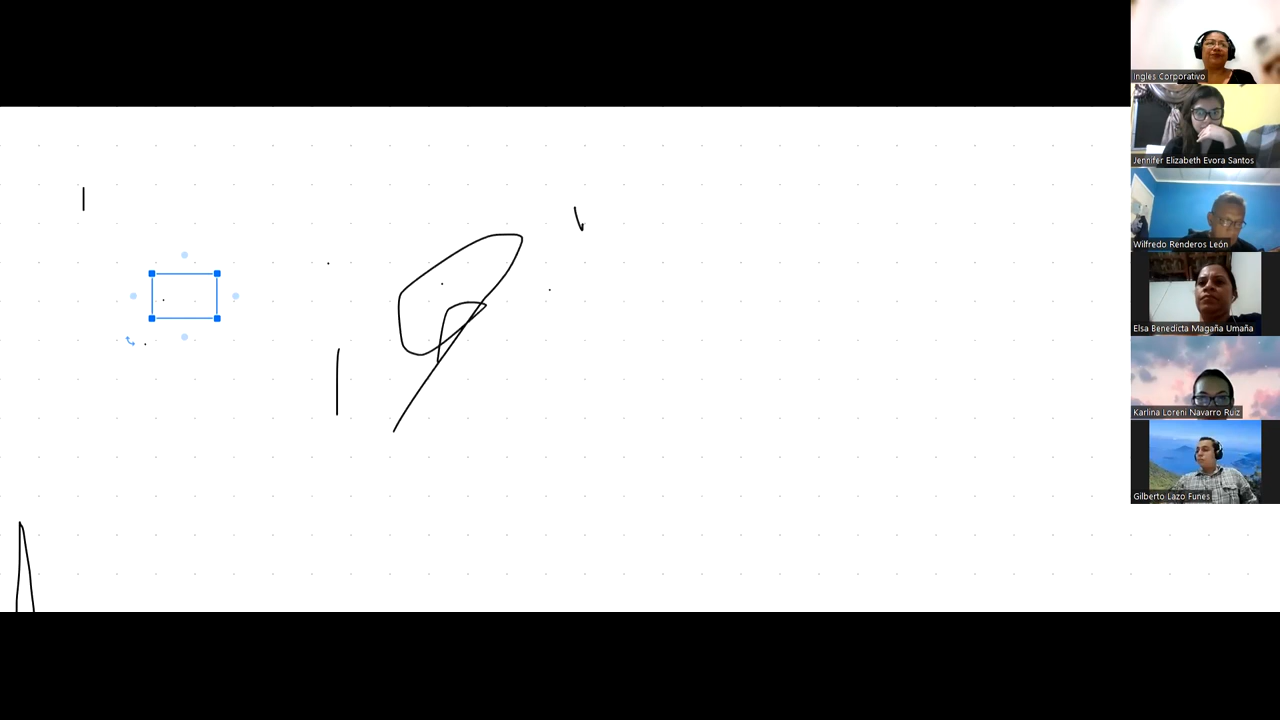 Ingles Corporativo
Jennifer Elizabeth Evora Santos
Wilfredo Renderos León
Elsa Benedicta Magaña Umaña
Karlina Loreni Navarro Ruiz
Gilberto Lazo Funes